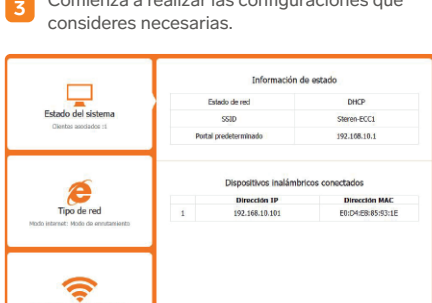 3
Comienza a realizar las configuraciones que
consideres necesarias.
Estado del sistema
Clientes asociados :1
Información de estado
Estado de red DHCP
SSID Steren-ECC1
Portal predeterminado 192.168.10.1
Tipo de red
Modo internet: Modo de enrutamiento
Dispositivos inalámbricos conectados
Dirección IP Dirección MAC
1 192.168.10.101 E0:D4:E8:85:93:1E